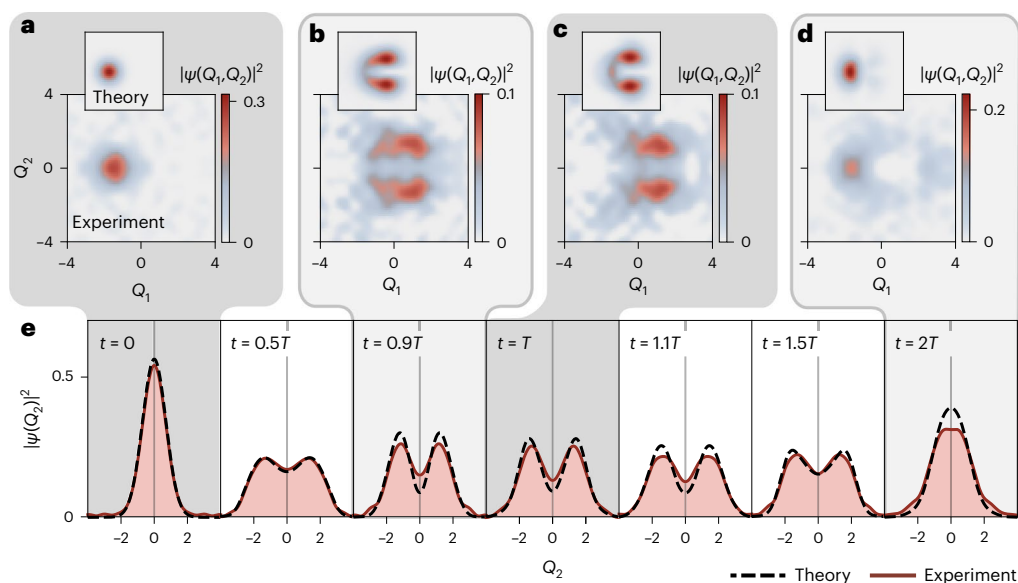 a
b
c
d
|ψ(Q1,Q2)|²
|ψ(Q1,Q2)|²
|ψ(Q1,Q2)|²
|ψ(Q1,Q2)|²
Theory
4
0.3
0.1
0.1
0.2
Q2
0
Experiment
−4
0
0
0
0
−4
0
4
−4
0
4
−4
0
4
−4
0
4
Q1
Q1
Q1
Q1
e
t = 0
t = 0.5T
t = 0.9T
t = T
t = 1.1T
t = 1.5T
t = 2T
0.5
|ψ(Q2)|²
0
−2 0 2
−2 0 2
−2 0 2
−2 0 2
−2 0 2
−2 0 2
−2 0 2
Q2
Theory
Experiment